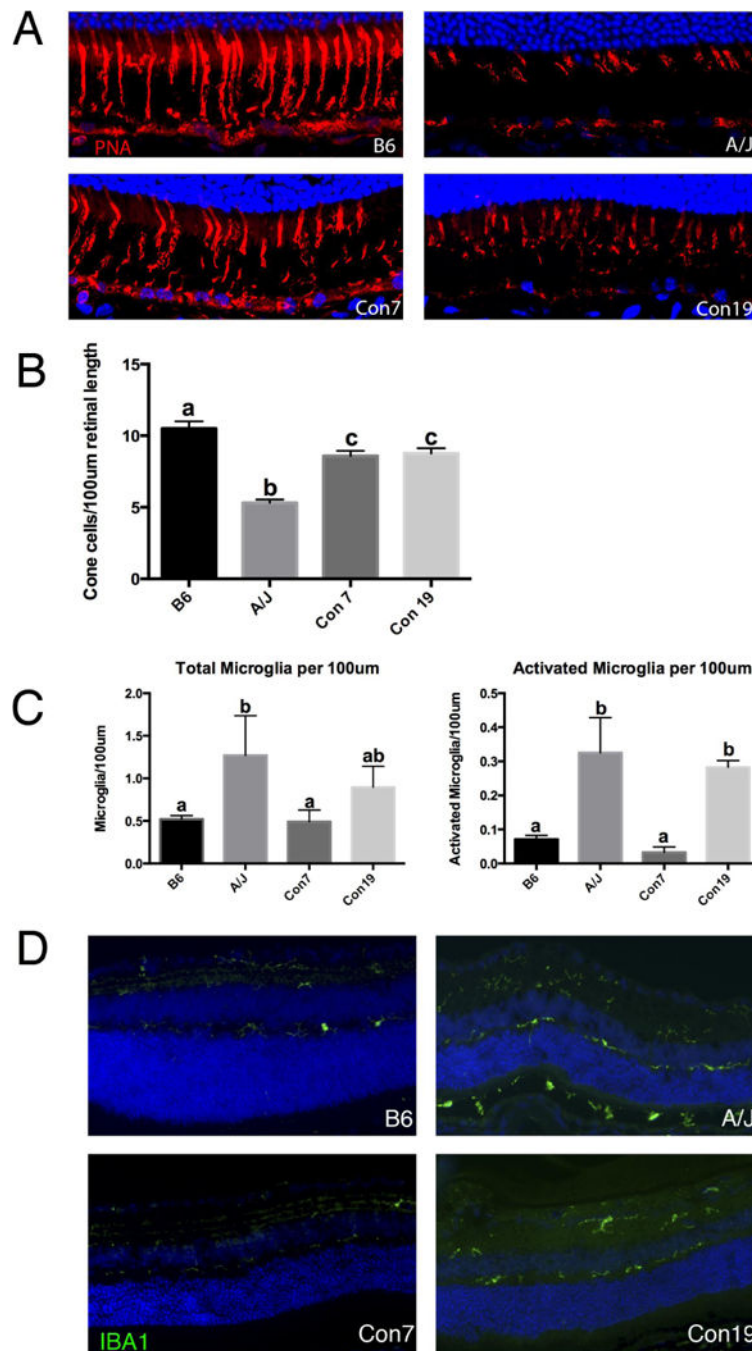 A
PNA
B6
A/J
Con7
Con19
B
Cone cells/100um retinal length
15
10
5
0
a
b
c
c
B6
A/J
Con 7
Con 19
C
Total Microglia per 100um
Microglia/100um
2.0
1.5
1.0
0.5
0.0
a
b
a
ab
B6
A/J
Con7
Con19
Activated Microglia per 100um
Activated Microglia/100um
0.5
0.4
0.3
0.2
0.1
0.0
a
b
a
b
B6
A/J
Con7
Con19
D
B6
A/J
IBA1
Con7
Con19